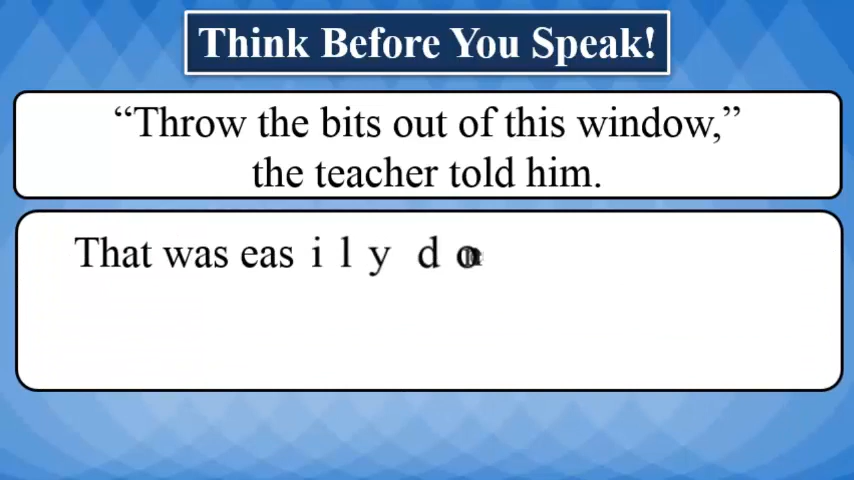 Think Before You Speak!
“Throw the bits out of this window,”
the teacher told him.
That was easily